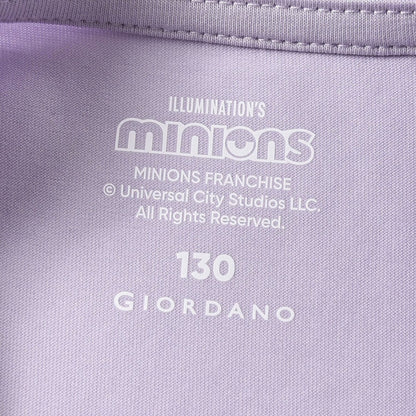 ILLUMINATION'S
minions
MINIONS FRANCHISE
© Universal City Studios LLC.
All Rights Reserved.
130
GIORDANO